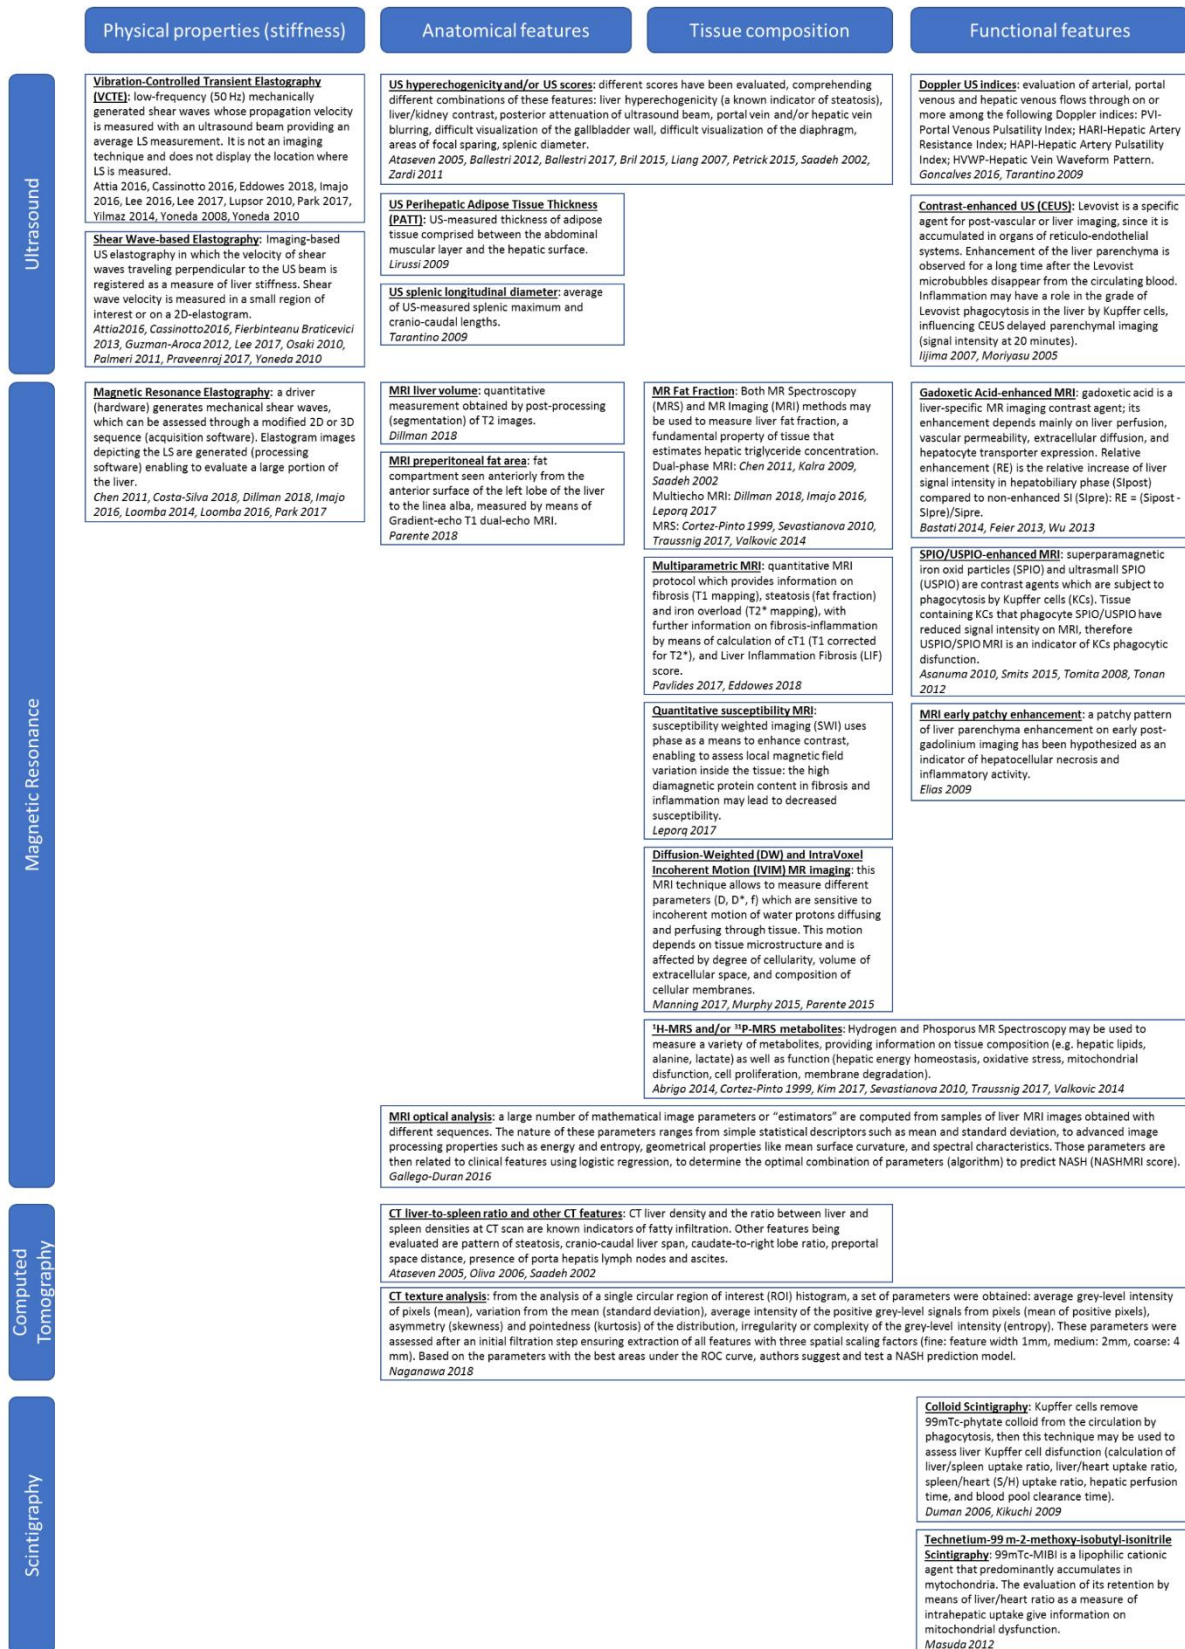 Physical properties (stiffness)
Anatomical features
Tissue composition
Functional features
Ultrasound
Vibration-Controlled Transient Elastography
(VCTE): low-frequency (50 Hz) mechanically
generated shear waves whose propagation velocity
is measured with an ultrasound beam providing an
average LS measurement. It is not an imaging
technique and does not display the location where
LS is measured.
Attia 2016, Cassinotto 2016, Eddowes 2018, Imajo
2016, Lee 2016, Lee 2017, Lupsor 2010, Park 2017,
Yilmaz 2014, Yoneda 2008, Yoneda 2010
Shear Wave-based Elastography: Imaging-based
US elastography in which the velocity of shear
waves traveling perpendicular to the US beam is
registered as a measure of liver stiffness. Shear
wave velocity is measured in a small region of
interest or on a 2D-elastogram.
Attia2016, Cassinotto2016, Fierbinteanu Braticevici
2013, Guzman-Aroca 2012, Lee 2017, Osaki 2010,
Palmeri 2011, Praveenraj 2017, Yoneda 2010
US hyperechogenicity and/or US scores: different scores have been evaluated, comprehending
different combinations of these features: liver hyperechogenicity (a known indicator of steatosis),
liver/kidney contrast, posterior attenuation of ultrasound beam, portal vein and/or hepatic vein
blurring, difficult visualization of the gallbladder wall, difficult visualization of the diaphragm,
areas of focal sparing, splenic diameter.
Ataseven 2005, Ballestri 2012, Ballestri 2017, Bril 2015, Liang 2007, Petrick 2015, Saadeh 2002,
Zardi 2011
US Perihepatic Adipose Tissue Thickness
(PATT): US-measured thickness of adipose
tissue comprised between the abdominal
muscular layer and the hepatic surface.
Lirussi 2009
US splenic longitudinal diameter: average
of US-measured splenic maximum and
cranio-caudal lengths.
Tarantino 2009
Doppler US indices: evaluation of arterial, portal
venous and hepatic venous flows through on or
more among the following Doppler indices: PVI-
Portal Venous Pulsatility Index; HARI-Hepatic Artery
Resistance Index; HAPI-Hepatic Artery Pulsatility
Index; HVWP-Hepatic Vein Waveform Pattern.
Goncalves 2016, Tarantino 2009
Contrast-enhanced US (CEUS): Levovist is a specific
agent for post-vascular or liver imaging, since it is
accumulated in organs of reticulo-endothelial
systems. Enhancement of the liver parenchyma is
observed for a long time after the Levovist
microbubbles disappear from the circulating blood.
Inflammation may have a role in the grade of
Levovist phagocytosis in the liver by Kupffer cells,
influencing CEUS delayed parenchymal imaging
(signal intensity at 20 minutes).
Iijima 2007, Moriyasu 2005
Magnetic Resonance
Magnetic Resonance Elastography: a driver
(hardware) generates mechanical shear waves,
which can be assessed through a modified 2D or 3D
sequence (acquisition software). Elastogram images
depicting the LS are generated (processing
software) enabling to evaluate a large portion of
the liver.
Chen 2011, Costa-Silva 2018, Dillman 2018, Imajo
2016, Loomba 2014, Loomba 2016, Park 2017
MRI liver volume: quantitative
measurement obtained by post-processing
(segmentation) of T2 images.
Dillman 2018
MRI preperitoneal fat area: fat
compartment seen anteriorly from the
anterior surface of the left lobe of the liver
to the linea alba, measured by means of
Gradient-echo T1 dual-echo MRI.
Parente 2018
MR Fat Fraction: Both MR Spectroscopy
(MRS) and MR Imaging (MRI) methods may
be used to measure liver fat fraction, a
fundamental property of tissue that
estimates hepatic triglyceride concentration.
Dual-phase MRI: Chen 2011, Kalra 2009,
Saadeh 2002
Multiecho MRI: Dillman 2018, Imajo 2016,
Leporq 2017
MRS: Cortez-Pinto 1999, Sevastianova 2010,
Traussnig 2017, Valkovic 2014
Multiparametric MRI: quantitative MRI
protocol which provides information on
fibrosis (T1 mapping), steatosis (fat fraction)
and iron overload (T2* mapping), with
further information on fibrosis-inflammation
by means of calculation of cT1 (T1 corrected
for T2*), and Liver Inflammation Fibrosis (LIF)
score.
Pavlides 2017, Eddowes 2018
Quantitative susceptibility MRI:
susceptibility weighted imaging (SWI) uses
phase as a means to enhance contrast,
enabling to assess local magnetic field
variation inside the tissue: the high
diamagnetic protein content in fibrosis and
inflammation may lead to decreased
susceptibility.
Leporq 2017
Diffusion-Weighted (DW) and IntraVoxel
Incoherent Motion (IVIM) MR imaging: this
MRI technique allows to measure different
parameters (D, D*, f) which are sensitive to
incoherent motion of water protons diffusing
and perfusing through tissue. This motion
depends on tissue microstructure and is
affected by degree of cellularity, volume of
extracellular space, and composition of
cellular membranes.
Manning 2017, Murphy 2015, Parente 2015
Gadoxetic Acid-enhanced MRI: gadoxetic acid is a
liver-specific MR imaging contrast agent; its
enhancement depends mainly on liver perfusion,
vascular permeability, extracellular diffusion, and
hepatocyte transporter expression. Relative
enhancement (RE) is the relative increase of liver
signal intensity in hepatobiliary phase (SIpost)
compared to non-enhanced SI (SIpre): RE = (Sipost -
SIpre)/Sipre.
Bastati 2014, Feier 2013, Wu 2013
SPIO/USPIO-enhanced MRI: superparamagnetic
iron oxid particles (SPIO) and ultrasmall SPIO
(USPIO) are contrast agents which are subject to
phagocytosis by Kupffer cells (KCs). Tissue
containing KCs that phagocyte SPIO/USPIO have
reduced signal intensity on MRI, therefore
USPIO/SPIO MRI is an indicator of KCs phagocytic
disfunction.
Asanuma 2010, Smits 2015, Tomita 2008, Tonan
2012
MRI early patchy enhancement: a patchy pattern
of liver parenchyma enhancement on early post-
gadolinium imaging has been hypothesized as an
indicator of hepatocellular necrosis and
inflammatory activity.
Elias 2009
¹H-MRS and/or ³¹P-MRS metabolites: Hydrogen and Phosporus MR Spectroscopy may be used to
measure a variety of metabolites, providing information on tissue composition (e.g. hepatic lipids,
alanine, lactate) as well as function (hepatic energy homeostasis, oxidative stress, mitochondrial
disfunction, cell proliferation, membrane degradation).
Abrigo 2014, Cortez-Pinto 1999, Kim 2017, Sevastianova 2010, Traussnig 2017, Valkovic 2014
MRI optical analysis: a large number of mathematical image parameters or “estimators” are computed from samples of liver MRI images obtained with
different sequences. The nature of these parameters ranges from simple statistical descriptors such as mean and standard deviation, to advanced image
processing properties such as energy and entropy, geometrical properties like mean surface curvature, and spectral characteristics. Those parameters are
then related to clinical features using logistic regression, to determine the optimal combination of parameters (algorithm) to predict NASH (NASHMRI score).
Gallego-Duran 2016
Computed
Tomography
CT liver-to-spleen ratio and other CT features: CT liver density and the ratio between liver and
spleen densities at CT scan are known indicators of fatty infiltration. Other features being
evaluated are pattern of steatosis, cranio-caudal liver span, caudate-to-right lobe ratio, preportal
space distance, presence of porta hepatis lymph nodes and ascites.
Ataseven 2005, Oliva 2006, Saadeh 2002
CT texture analysis: from the analysis of a single circular region of interest (ROI) histogram, a set of parameters were obtained: average grey-level intensity
of pixels (mean), variation from the mean (standard deviation), average intensity of the positive grey-level signals from pixels (mean of positive pixels),
asymmetry (skewness) and pointedness (kurtosis) of the distribution, irregularity or complexity of the grey-level intensity (entropy). These parameters were
assessed after an initial filtration step ensuring extraction of all features with three spatial scaling factors (fine: feature width 1mm, medium: 2mm, coarse: 4
mm). Based on the parameters with the best areas under the ROC curve, authors suggest and test a NASH prediction model.
Naganawa 2018
Scintigraphy
Colloid Scintigraphy: Kupffer cells remove
99mTc-phytate colloid from the circulation by
phagocytosis, then this technique may be used to
assess liver Kupffer cell disfunction (calculation of
liver/spleen uptake ratio, liver/heart uptake ratio,
spleen/heart (S/H) uptake ratio, hepatic perfusion
time, and blood pool clearance time).
Duman 2006, Kikuchi 2009
Technetium-99 m-2-methoxy-isobutyl-isonitrile
Scintigraphy: 99mTc-MIBI is a lipophilic cationic
agent that predominantly accumulates in
mytochondria. The evaluation of its retention by
means of liver/heart ratio as a measure of
intrahepatic uptake give information on
mitochondrial dysfunction.
Masuda 2012